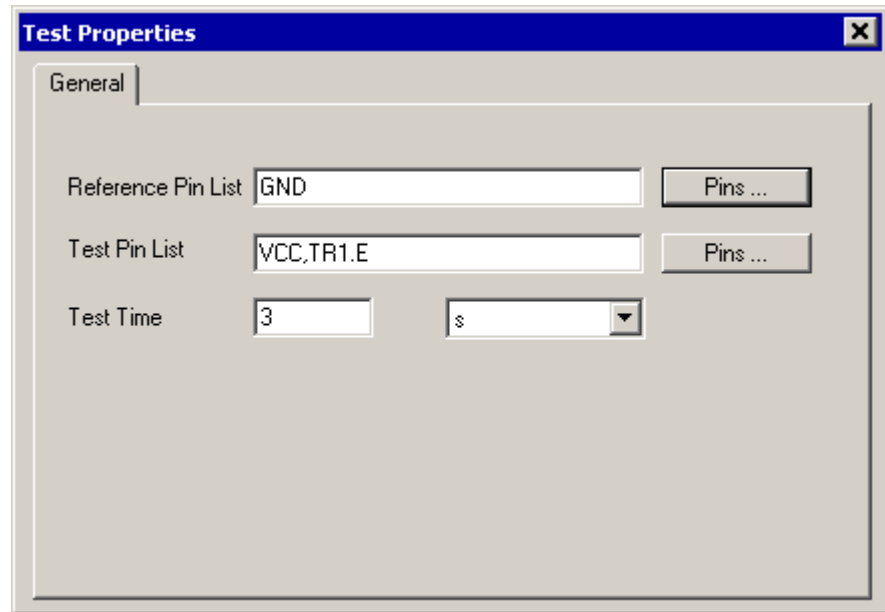 Test Properties
General
Reference Pin List GND Pins ...
Test Pin List VCC,TR1.E Pins ...
Test Time 3 s